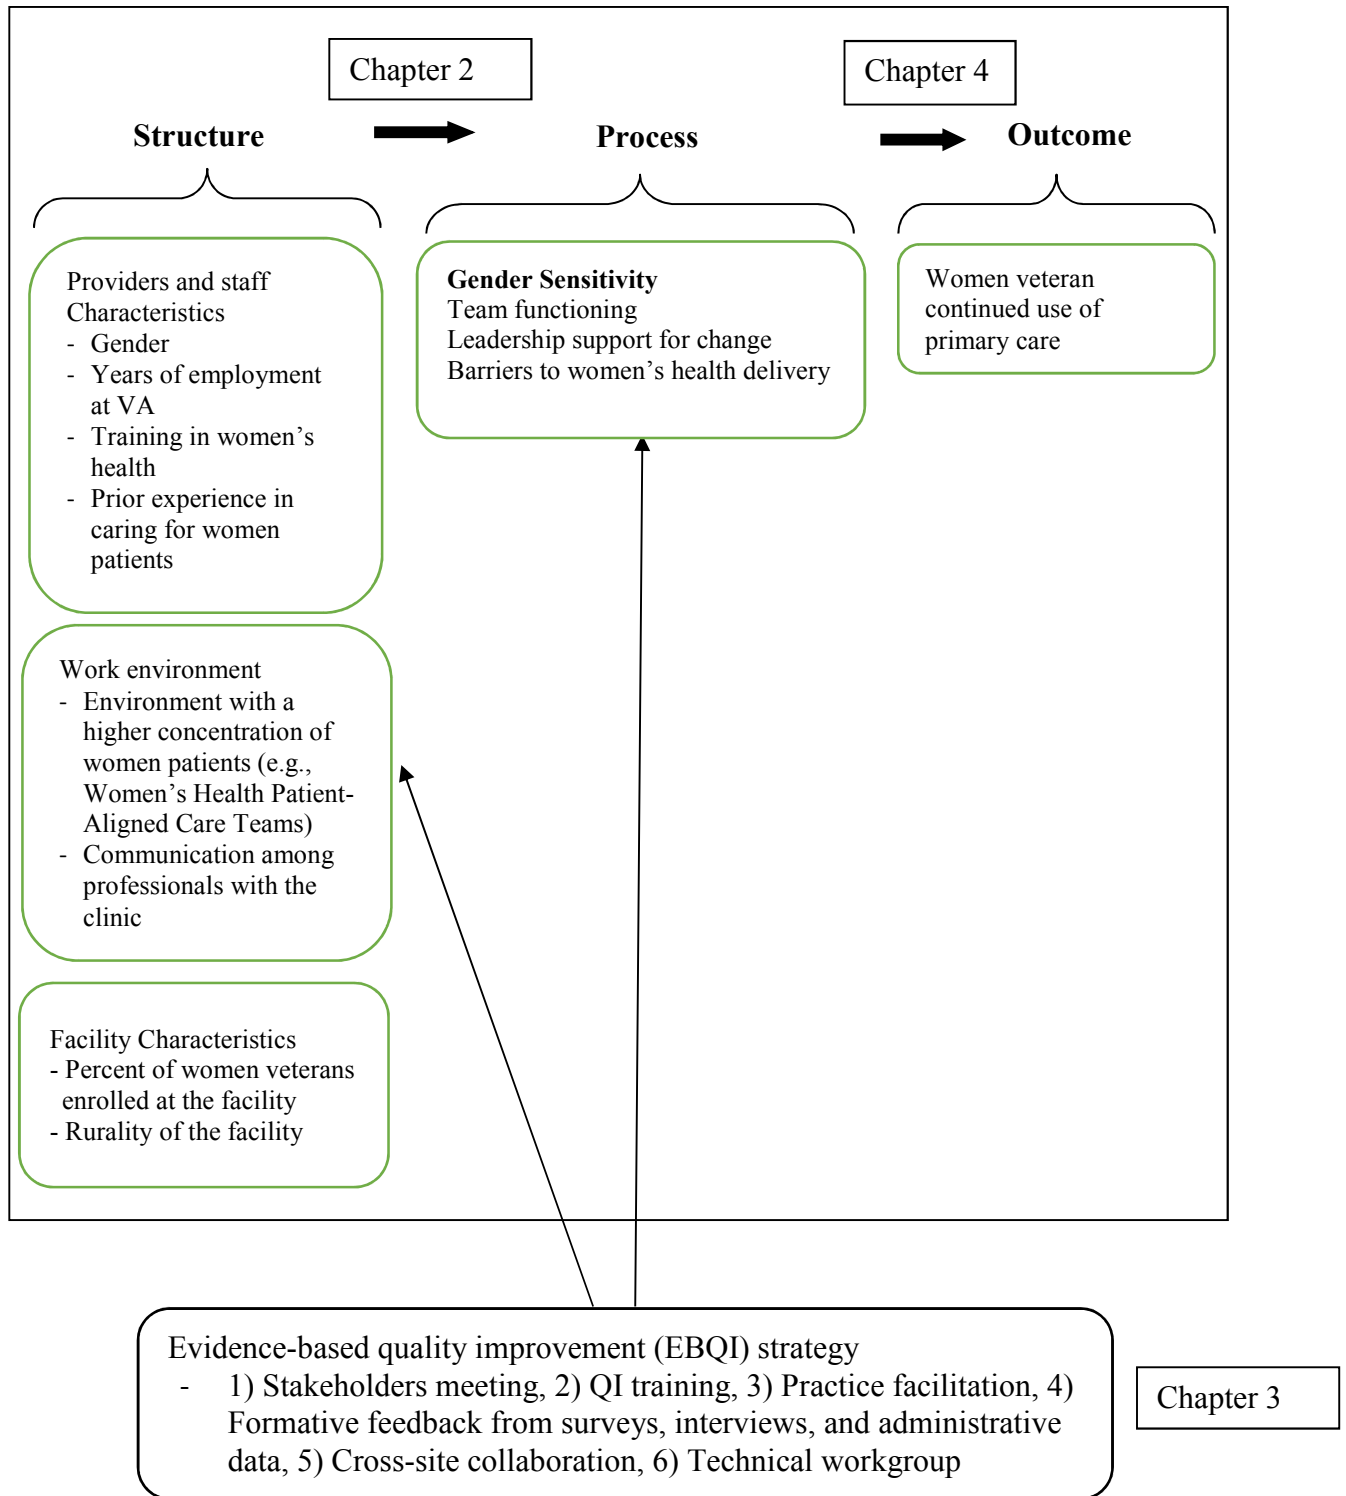 Chapter 2
Chapter 4
Structure
Process
Outcome
Providers and staff
Characteristics
- Gender
- Years of employment
at VA
- Training in women’s
health
- Prior experience in
caring for women
patients
Gender Sensitivity
Team functioning
Leadership support for change
Barriers to women’s health delivery
Women veteran
continued use of
primary care
Work environment
- Environment with a
higher concentration of
women patients (e.g.,
Women’s Health Patient-
Aligned Care Teams)
- Communication among
professionals with the
clinic
Facility Characteristics
- Percent of women veterans
enrolled at the facility
- Rurality of the facility
Evidence-based quality improvement (EBQI) strategy
- 1) Stakeholders meeting, 2) QI training, 3) Practice facilitation, 4)
Formative feedback from surveys, interviews, and administrative
data, 5) Cross-site collaboration, 6) Technical workgroup
Chapter 3